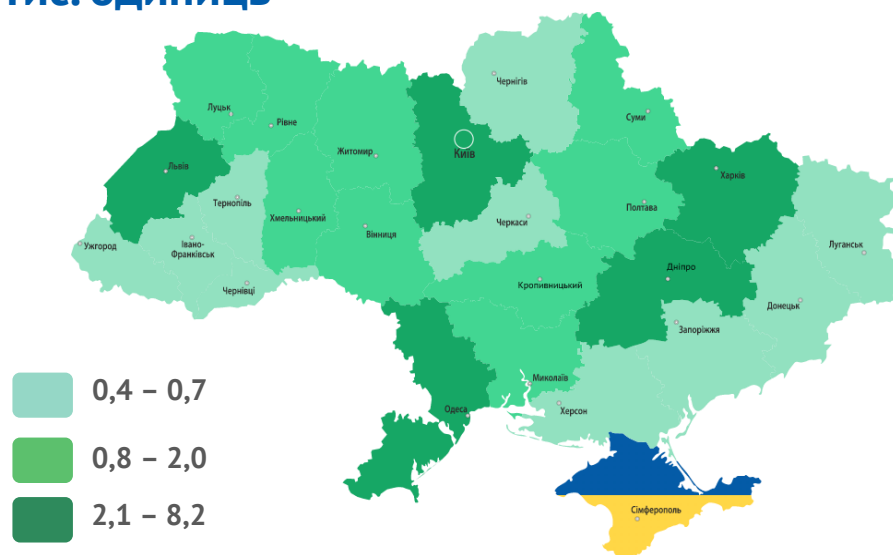 тис. одиниць
Чернігів
Луцьк
Рівне
Суми
Житомир
Київ
Львів
Харків
Тернопіль
Хмельницький
Полтава
Черкаси
Вінниця
Ужгород
Івано-
Франківськ
Луганськ
Дніпро
Чернівці
Кропивницький
Донецьк
Запоріжжя
Миколаїв
Одеса
Херсон
Сімферополь
0,4 – 0,7
0,8 – 2,0
2,1 – 8,2